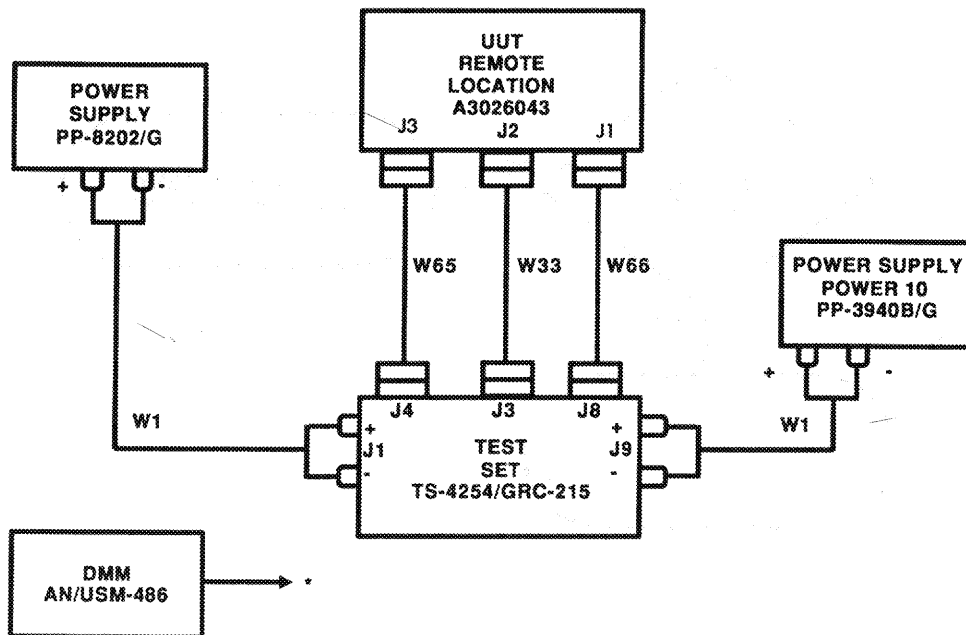 UUT
REMOTE
LOCATION
A3026043
J3 J2 J1
POWER
SUPPLY
PP-8202/G
+ -
W65 W33 W66
POWER SUPPLY
POWER 10
PP-3940B/G
+ -
W1
W1
J4 J3 J8
+ +
J1 J9
- -
TEST
SET
TS-4254/GRC-215
DMM
AN/USM-486
*